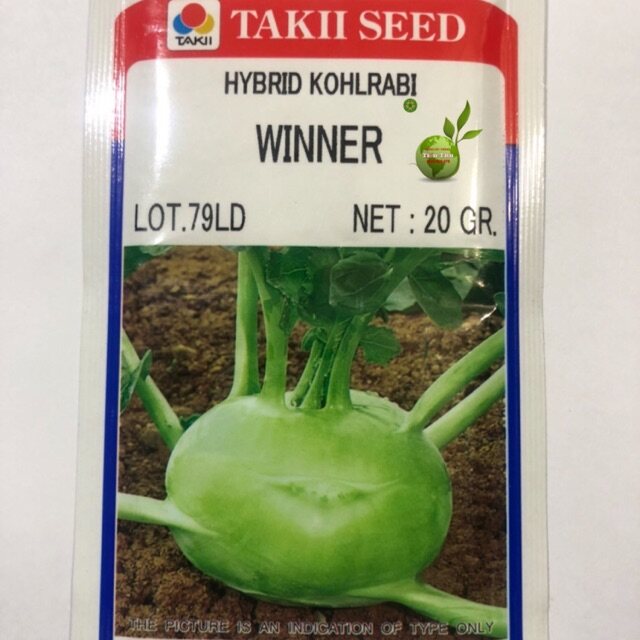 TAKII
TAKII SEED
HYBRID KOHLRABI
WINNER
LOT.79LD
NET : 20 GR.
THE PICTURE IS AN INDICATION OF TYPE ONLY